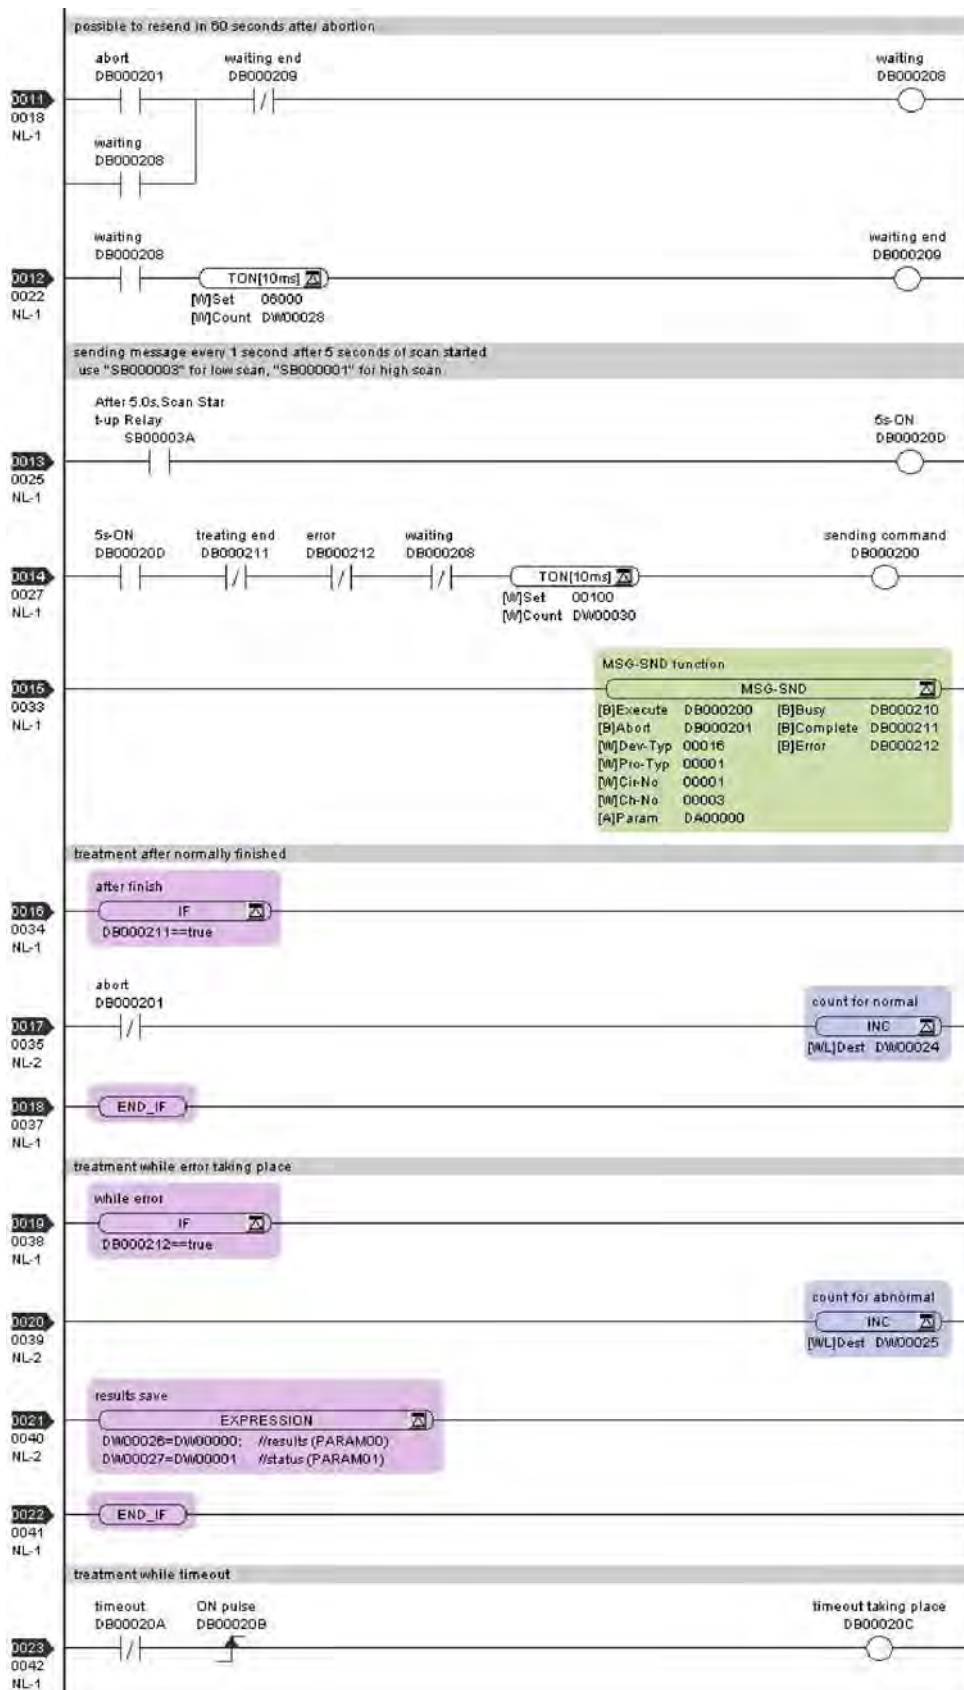 possible to resend in 60 seconds after abortion
abort
DB000201
waiting end
DB000209
waiting
DB000208
0011
0018
NL-1
waiting
DB000208
waiting
DB000208
waiting end
DB000209
0012
0022
NL-1
TON[10ms]
[W]Set 06000
[W]Count DW00028
sending message every 1 second after 5 seconds of scan started
use "SB000003" for low scan, "SB000001" for high scan
After 5.0s,Scan Star
t-up Relay
SB00003A
5s-ON
DB00020D
0013
0025
NL-1
5s-ON
DB00020D
treating end
DB000211
error
DB000212
waiting
DB000208
sending command
DB000200
0014
0027
NL-1
TON[10ms]
[W]Set 00100
[W]Count DW00030
MSG-SND function
0015
0033
NL-1
MSG-SND
[B]Execute DB000200 [B]Busy DB000210
[B]Abort DB000201 [B]Complete DB000211
[W]Dev-Typ 00016 [B]Error DB000212
[W]Pro-Typ 00001
[W]Cir-No 00001
[W]Ch-No 00003
[A]Param DA00000
treatment after normally finished
after finish
0016
0034
NL-1
IF
DB000211==true
abort
DB000201
count for normal
0017
0035
NL-2
INC
[WL]Dest DW00024
0018
0037
NL-1
END_IF
treatment while error taking place
while error
0019
0038
NL-1
IF
DB000212==true
count for abnormal
0020
0039
NL-2
INC
[WL]Dest DW00025
results save
0021
0040
NL-2
EXPRESSION
DW00026=DW00000; //results (PARAM00)
DW00027=DW00001 //status (PARAM01)
0022
0041
NL-1
END_IF
treatment while timeout
timeout
DB00020A
ON pulse
DB00020B
timeout taking place
DB00020C
0023
0042
NL-1